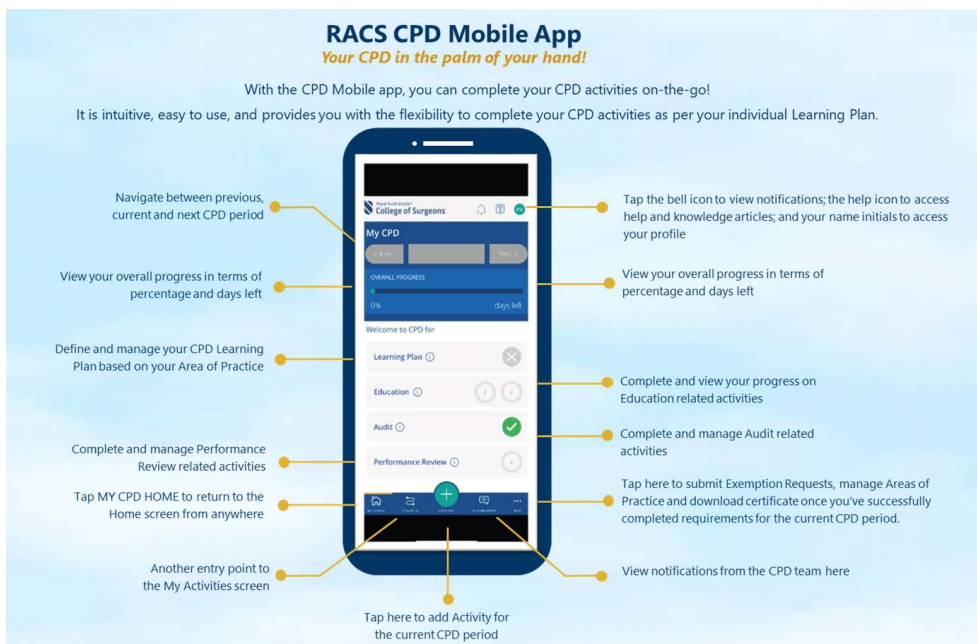 RACS CPD Mobile App
Your CPD in the palm of your hand!
With the CPD Mobile app, you can complete your CPD activities on-the-go!
It is intuitive, easy to use, and provides you with the flexibility to complete your CPD activities as per your individual Learning Plan.
Navigate between previous,
current and next CPD period
View your overall progress in terms of
percentage and days left
Define and manage your CPD Learning
Plan based on your Area of Practice
Complete and manage Performance
Review related activities
Tap MY CPD HOME to return to the
Home screen from anywhere
Another entry point to
the My Activities screen
Royal Australasian
College of Surgeons
My CPD
OVERALL PROGRESS
0% days left
Welcome to CPD for
Learning Plan
Education
Audit
Performance Review
Tap here to add Activity for
the current CPD period
Tap the bell icon to view notifications; the help icon to access
help and knowledge articles; and your name initials to access
your profile
View your overall progress in terms of
percentage and days left
Complete and view your progress on
Education related activities
Complete and manage Audit related
activities
Tap here to submit Exemption Requests, manage Areas of
Practice and download certificate once you've successfully
completed requirements for the current CPD period.
View notifications from the CPD team here